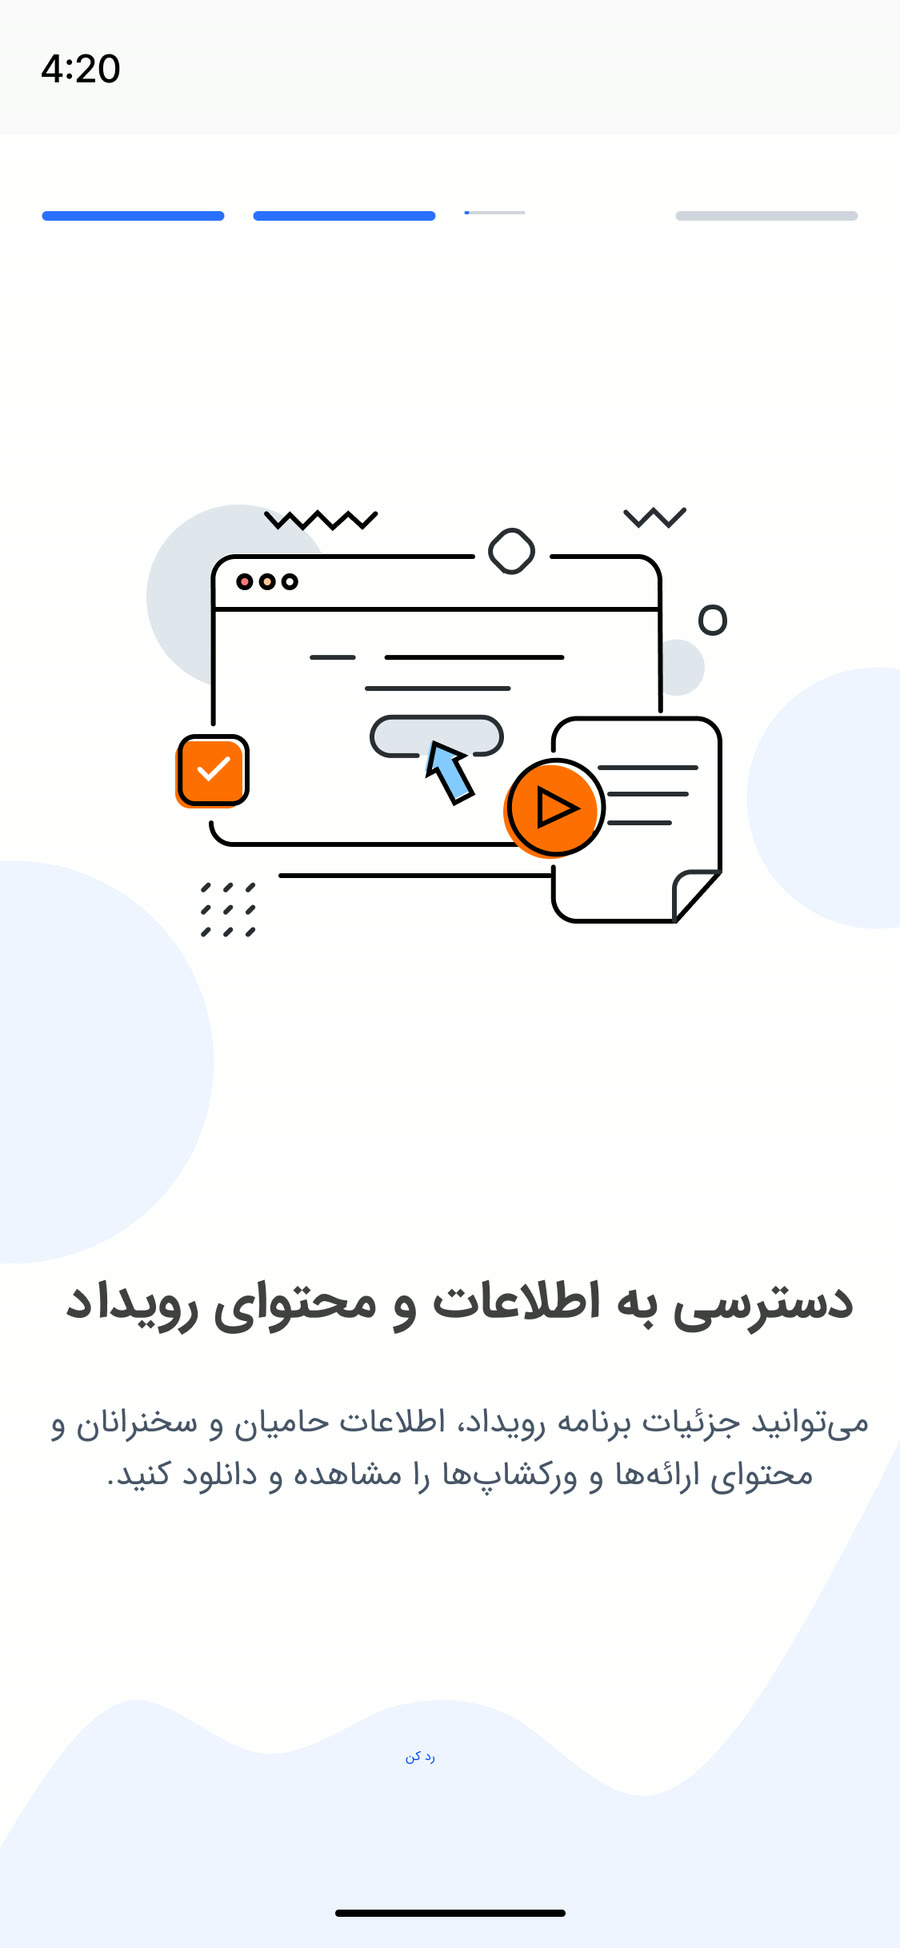 4:20
دسترسی به اطلاعات و محتوای رویداد
می‌توانید جزئیات برنامه رویداد، اطلاعات حامیان و سخنرانان و
محتوای ارائه‌ها و ورکشاپ‌ها را مشاهده و دانلود کنید.
رد کن